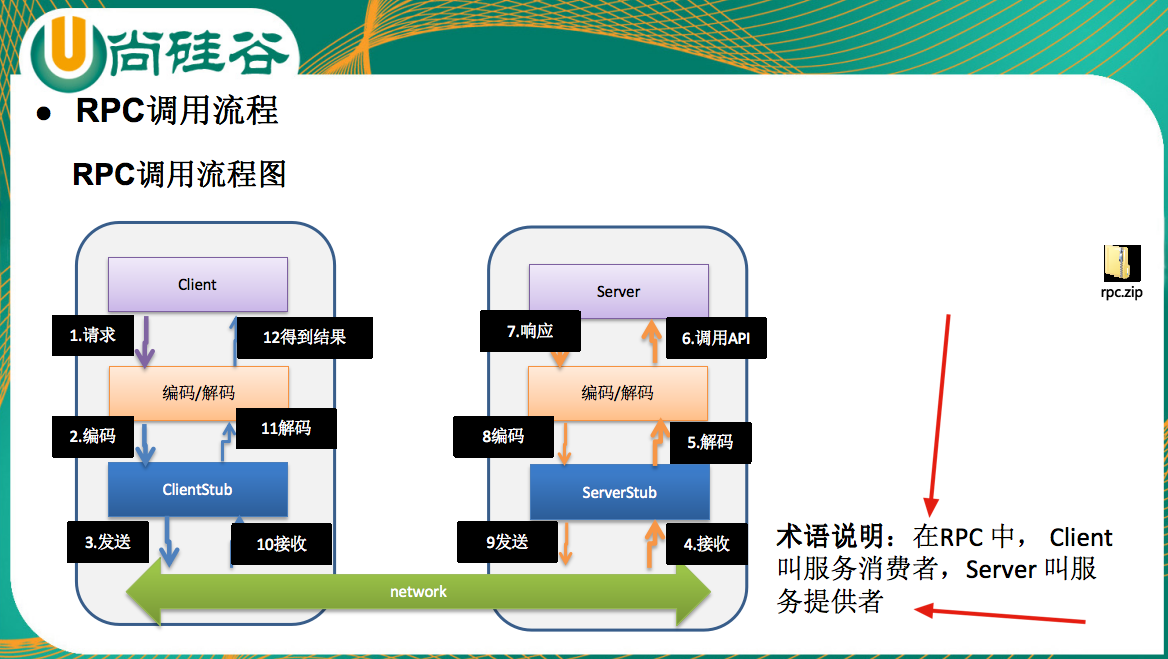 尚硅谷
RPC调用流程
RPC调用流程图
Client
1.请求
12得到结果
编码/解码
2.编码
11解码
ClientStub
3.发送
10接收
Server
7.响应
6.调用API
编码/解码
8编码
5.解码
ServerStub
9发送
4.接收
network
rpc.zip
术语说明：在RPC 中， Client
叫服务消费者，Server 叫服
务提供者